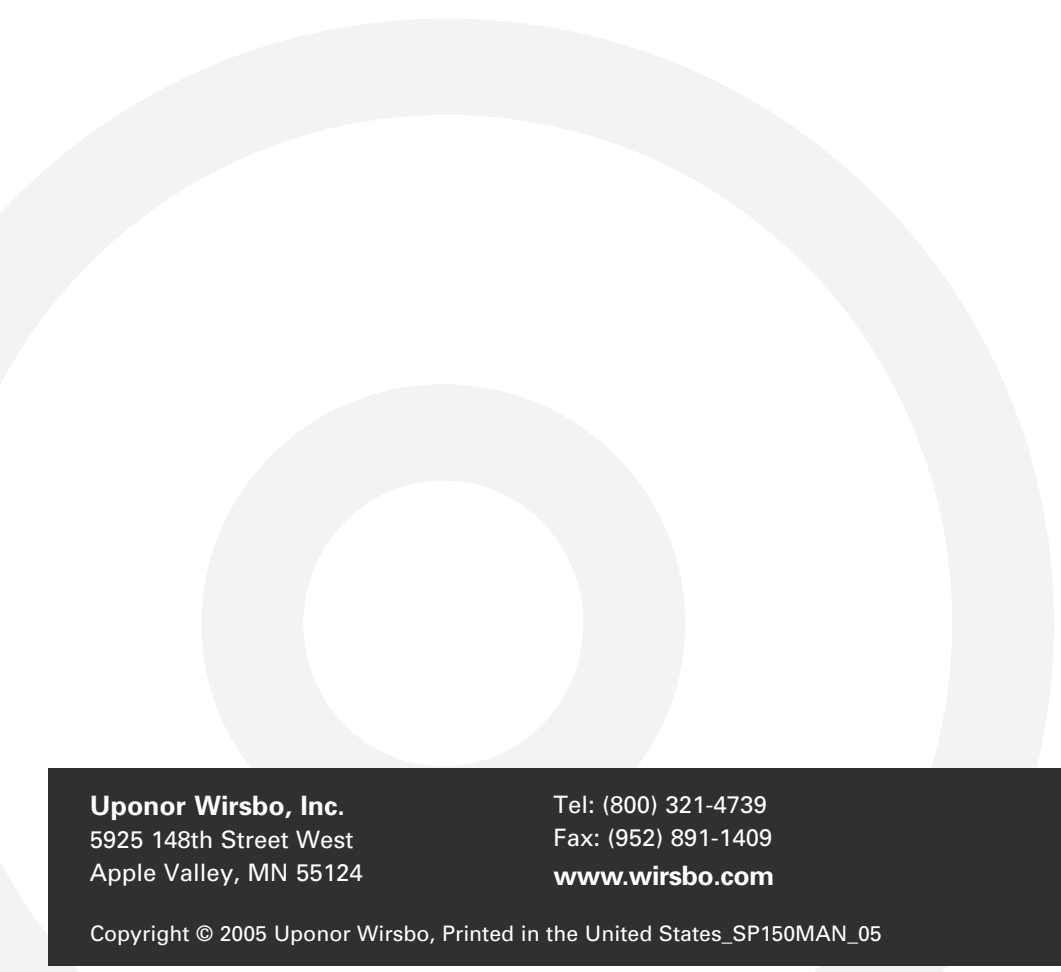 Uponor Wirsbo, Inc.
5925 148th Street West
Apple Valley, MN 55124
Tel: (800) 321-4739
Fax: (952) 891-1409
www.wirsbo.com
Copyright © 2005 Uponor Wirsbo, Printed in the United States_SP150MAN_05